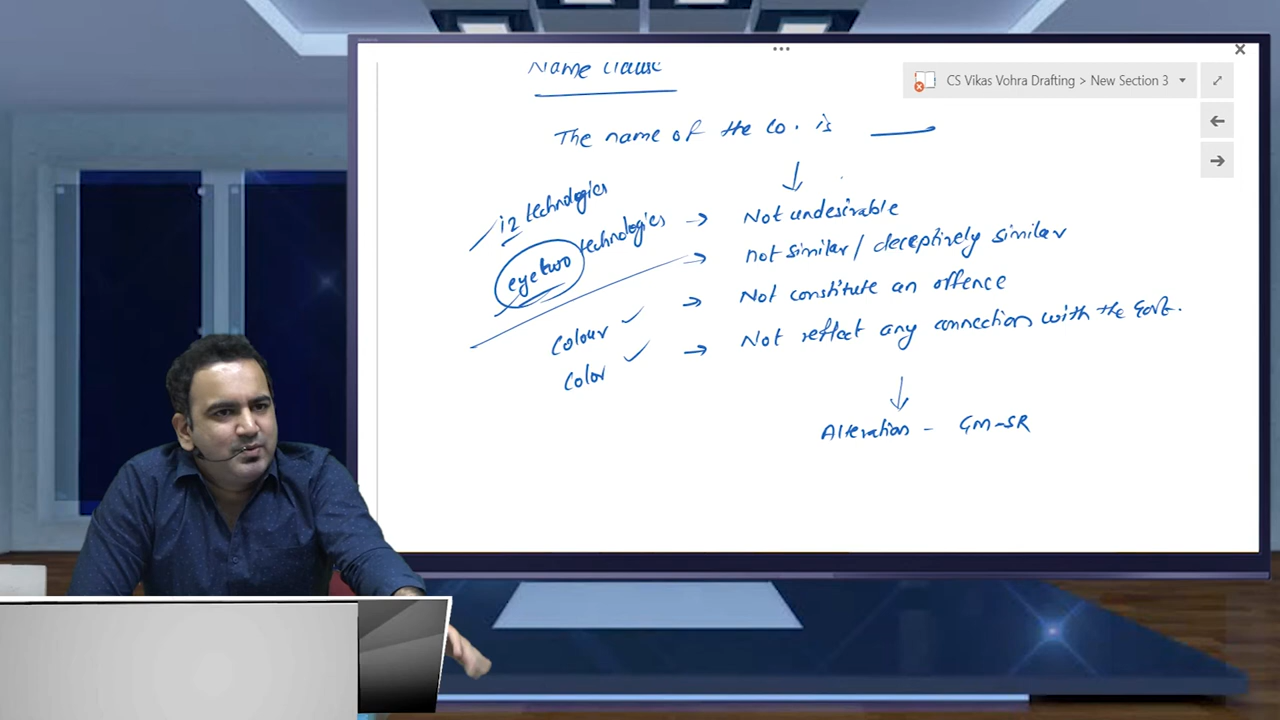 CS Vikas Vohra Drafting > New Section 3
Name Clause
The name of the Co. is
i2 technologies
eyetwo technologies → Not undesirable
→ not similar/ deceptively similar
Colour ✓ → Not constitute an offence
Color ✓ → Not reflect any connection with the Govt.
Alteration - GM-SR